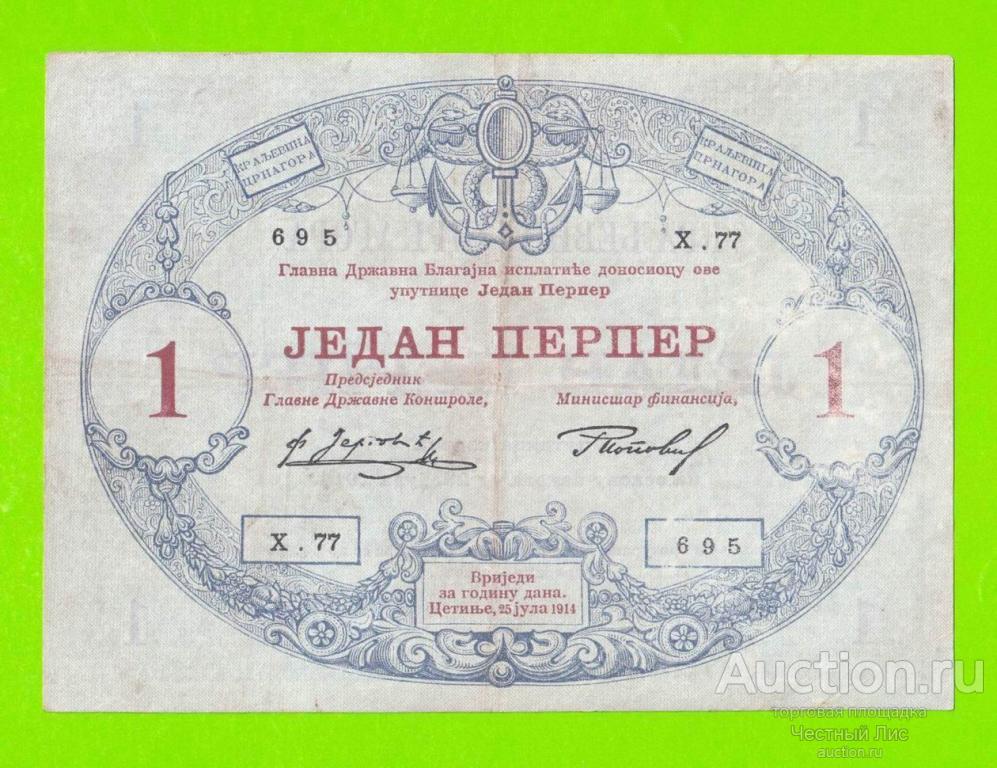 КРАЉЕВИНА
ЦРНАГОРА
КРАЉЕВИНА
ЦРНАГОРА
695
X.77
Главна Државна Благајна исплатиће доносиоцу ове
упутнице Један Перпер
ЈЕДАН ПЕРПЕР
1
1
Предсједник
Главне Државне Контроле,
Министар финансија,
X.77
695
Вриједи
за годину дана.
Цетиње, 25 јула 1914
Auction.ru
торговая площадка
Честный Лис
auction.ru